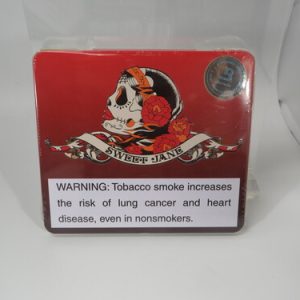 SWEET JANE
WARNING: Tobacco smoke increases
the risk of lung cancer and heart
disease, even in nonsmokers.